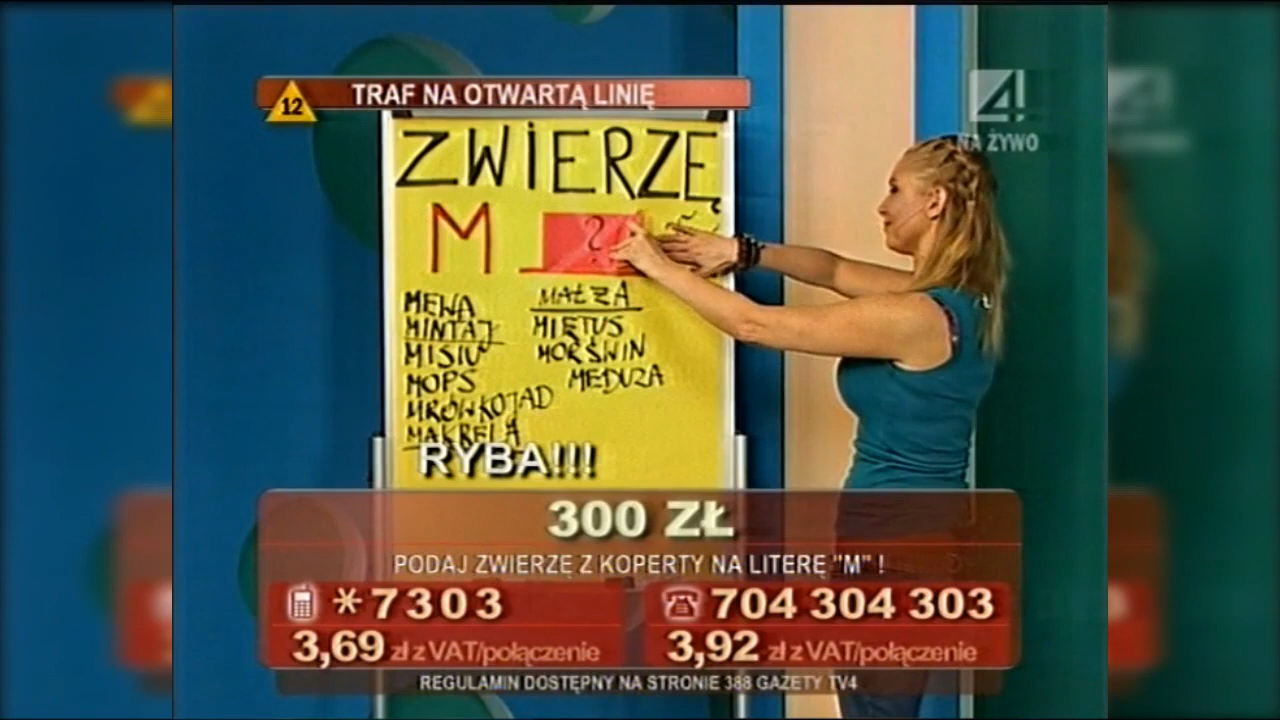 TRAF NA OTWARTĄ LINIĘ
12
4!
NA ŻYWO
ZWIERZĘ
M ?
MEWA
MINTAJ
MISIU
MOPS
MRÓWKOJAD
MAKRELA
MAŁŻA
MIĘTUS
MORŚWIN
MEDUZA
RYBA!!!
300 ZŁ
PODAJ ZWIERZĘ Z KOPERTY NA LITERĘ "M" !
*7303
3,69 zł z VAT/połączenie
704 304 303
3,92 zł z VAT/połączenie
REGULAMIN DOSTĘPNY NA STRONIE 388 GAZETY TV4